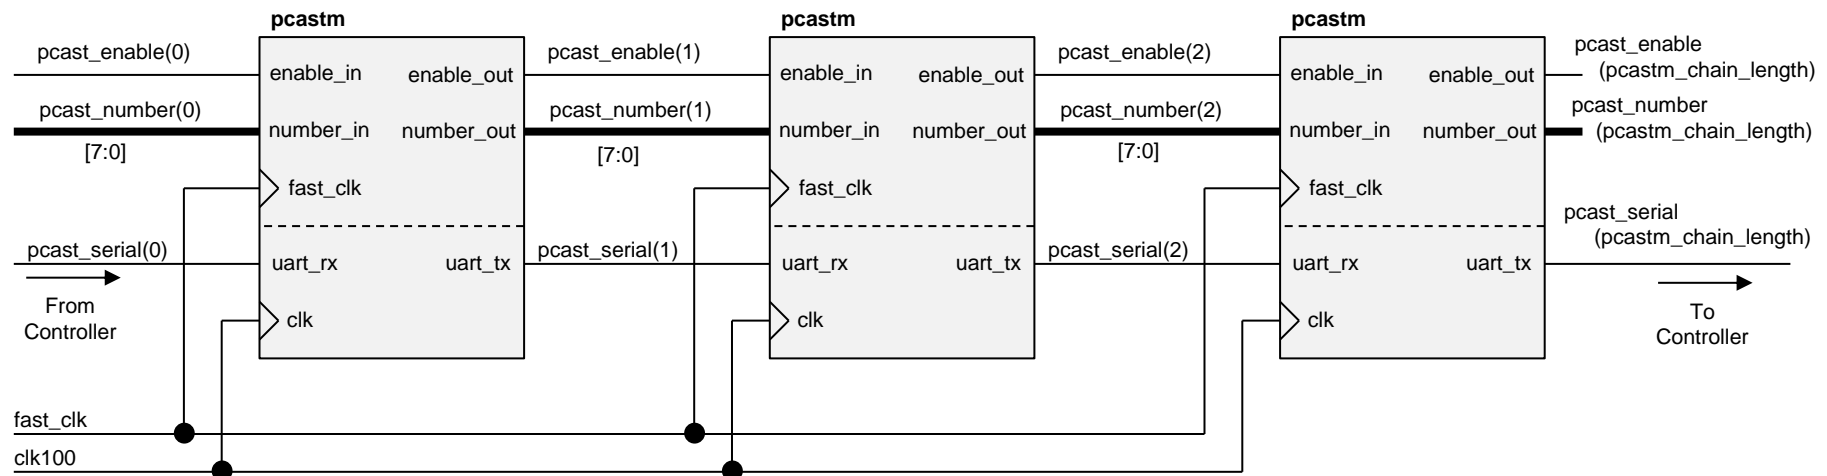 pcastm
pcastm
pcastm
pcast_enable(0)
pcast_enable(1)
pcast_enable(2)
pcast_enable
(pcastm_chain_length)
enable_in
enable_out
enable_in
enable_out
enable_in
enable_out
pcast_number(0)
pcast_number(1)
pcast_number(2)
pcast_number
(pcastm_chain_length)
number_in
number_out
number_in
number_out
number_in
number_out
[7:0]
[7:0]
[7:0]
fast_clk
fast_clk
fast_clk
pcast_serial(0)
pcast_serial(1)
pcast_serial(2)
pcast_serial
(pcastm_chain_length)
uart_rx
uart_tx
uart_rx
uart_tx
uart_rx
uart_tx
From
Controller
clk
clk
clk
To
Controller
fast_clk
clk100